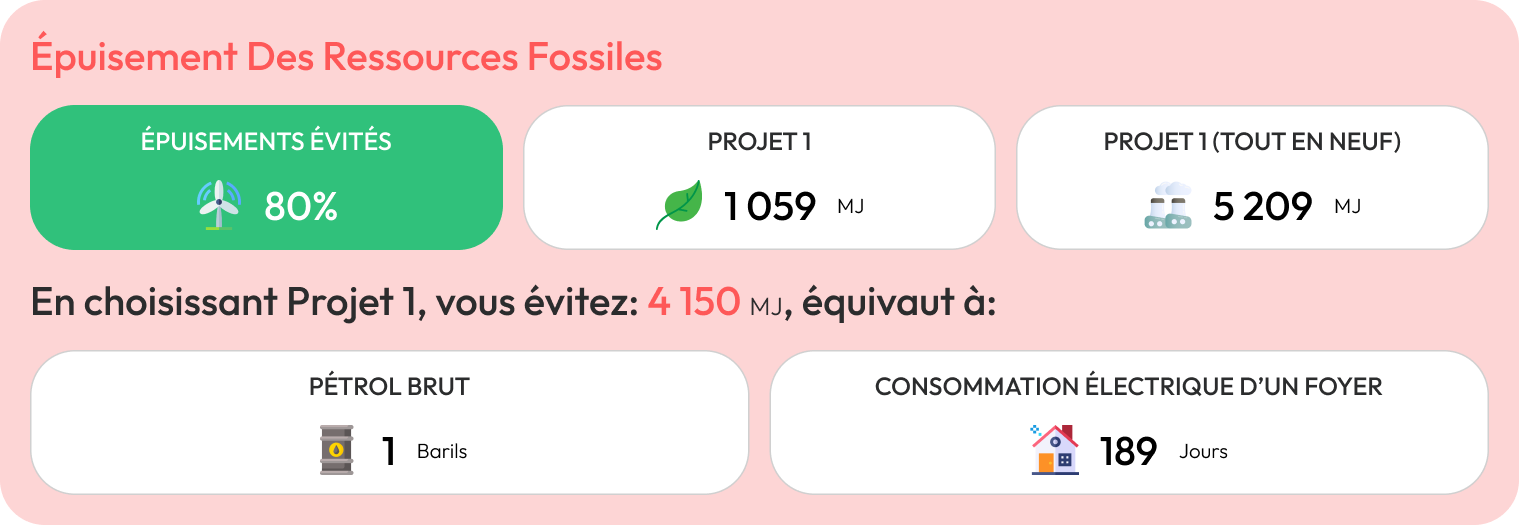 Épuisement Des Ressources Fossiles
ÉPUISEMENTS ÉVITÉS
80%
PROJET 1
1 059 MJ
PROJET 1 (TOUT EN NEUF)
5 209 MJ
En choisissant Projet 1, vous évitez: 4 150 MJ, équivaut à:
PÉTROL BRUT
1 Barils
CONSOMMATION ÉLECTRIQUE D’UN FOYER
189 Jours